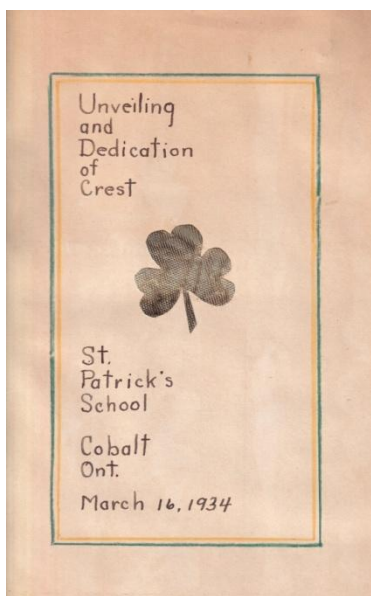 Unveiling
and
Dedication
of
Crest
St.
Patrick's
School
Cobalt
Ont.
March 16, 1934